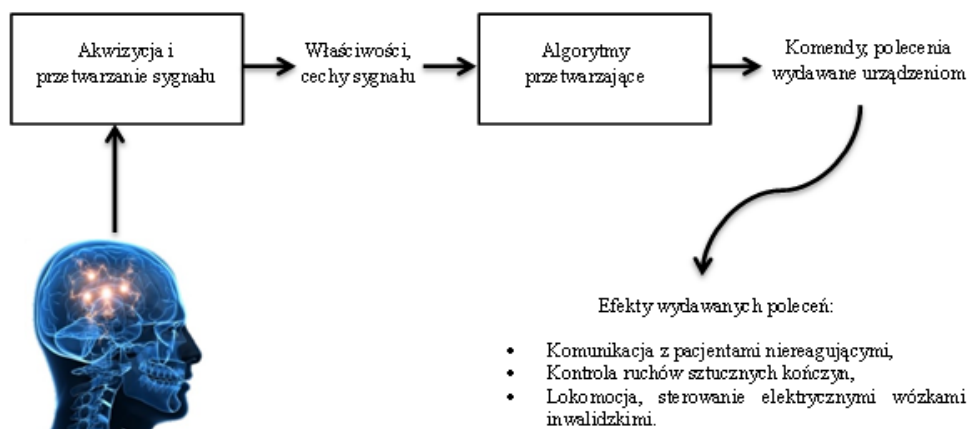 Akwizycja i
przetwarzanie sygnału
Właściwości,
cechy sygnału
Algorytmy
przetwarzające
Komendy, polecenia
wydawane urządzeniom
Efekty wydawanych poleceń:
• Komunikacja z pacjentami niereagującymi,
• Kontrola ruchów sztucznych kończyn,
• Lokomocja, sterowanie elektrycznymi wózkami
inwalidzkimi.